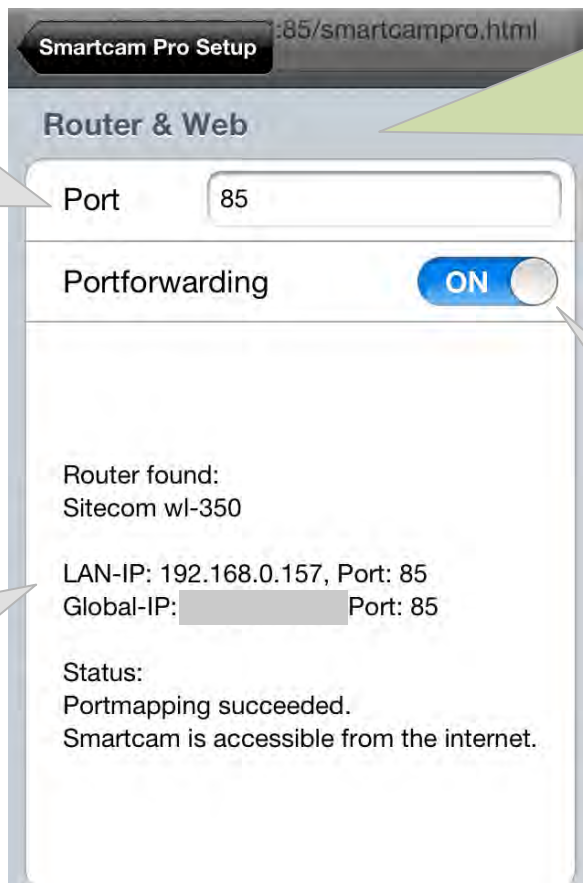 :85/smartcampro.html
Smartcam Pro Setup
Router & Web
Port 85
Portforwarding ON
Router found:
Sitecom wl-350
LAN-IP: 192.168.0.157, Port: 85
Global-IP: Port: 85
Status:
Portmapping succeeded.
Smartcam is accessible from the internet.